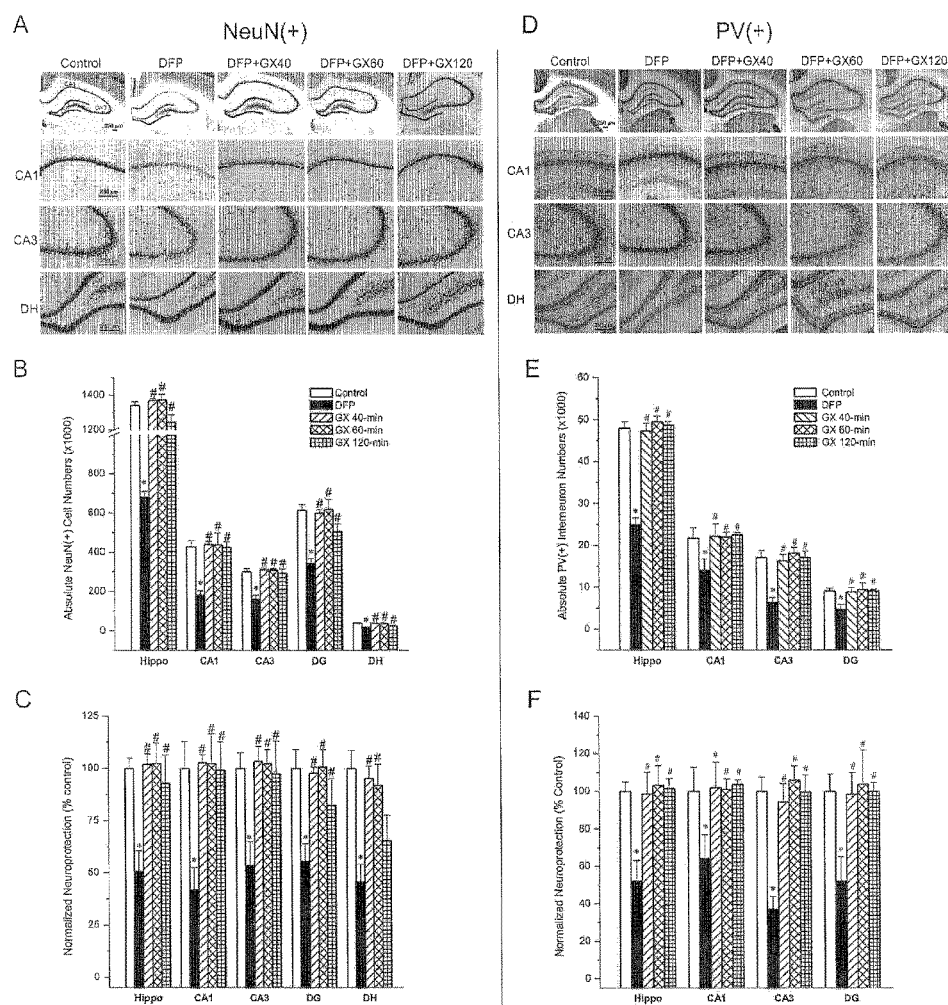 A
NeuN(+)
Control DFP DFP+GX40 DFP+GX60 DFP+GX120
CA1
CA3
DH
B
Absolute NeuN(+) Cell Numbers (x1000)
1400
1200
800
600
400
200
0
Control
DFP
GX 40-min
GX 60-min
GX 120-min
* # # #
* # # #
* # # #
* # # #
* # # #
Hippo CA1 CA3 DG DH
C
Normalized Neuroprotection (% control)
125
100
75
50
25
0
* # # #
* # # #
* # # #
* # # #
* # #
Hippo CA1 CA3 DG DH
D
PV(+)
Control DFP DFP+GX40 DFP+GX60 DFP+GX120
CA1
CA3
DH
E
Absolute PV(+) Interneuron Numbers (x1000)
60
50
40
30
20
10
0
Control
DFP
GX 40-min
GX 60-min
GX 120-min
* # # #
* # # #
* # # #
* # # #
Hippo CA1 CA3 DG
F
Normalized Neuroprotection (% Control)
140
120
100
80
60
40
20
0
* # # #
* # # #
* # # #
* # # #
Hippo CA1 CA3 DG